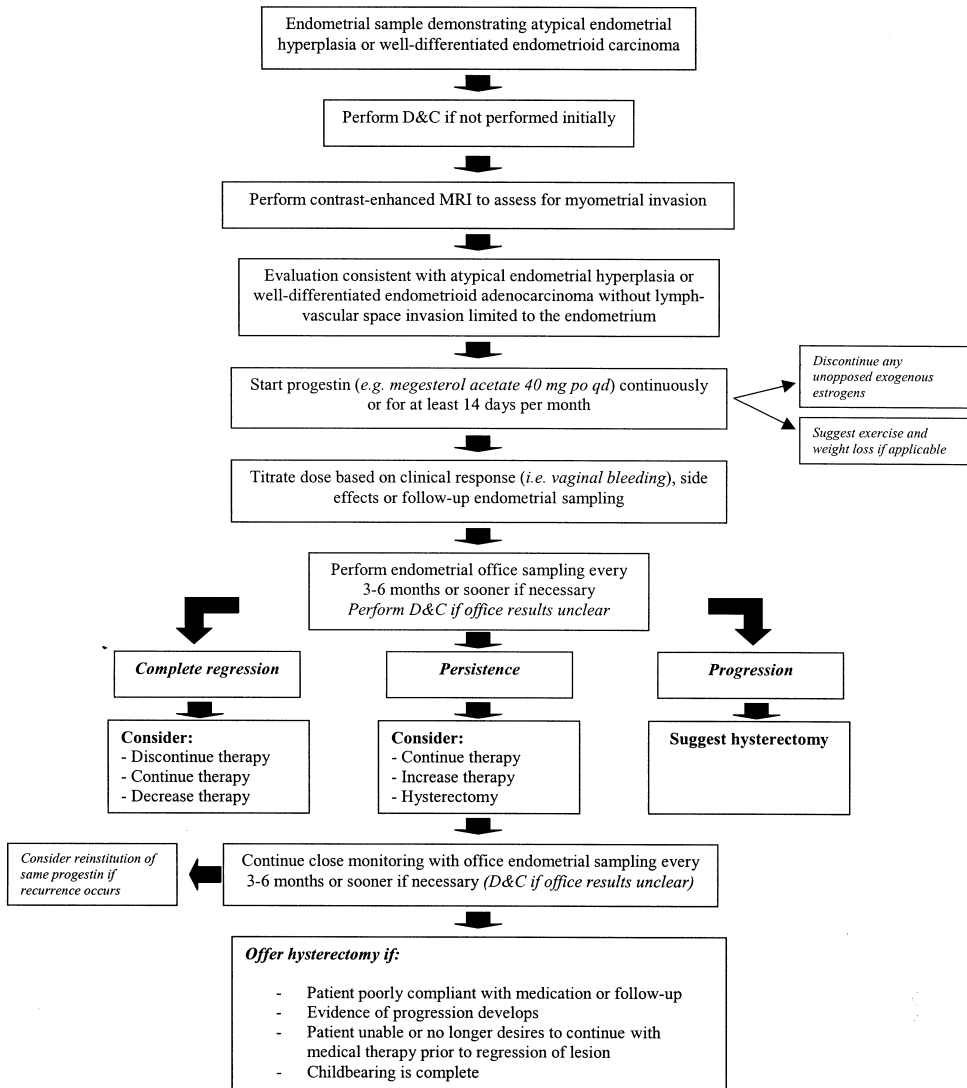 Endometrial sample demonstrating atypical endometrial
hyperplasia or well-differentiated endometrioid carcinoma
Perform D&C if not performed initially
Perform contrast-enhanced MRI to assess for myometrial invasion
Evaluation consistent with atypical endometrial hyperplasia or
well-differentiated endometrioid adenocarcinoma without lymph-
vascular space invasion limited to the endometrium
Start progestin (e.g. megesterol acetate 40 mg po qd) continuously
or for at least 14 days per month
Discontinue any
unopposed exogenous
estrogens
Suggest exercise and
weight loss if applicable
Titrate dose based on clinical response (i.e. vaginal bleeding), side
effects or follow-up endometrial sampling
Perform endometrial office sampling every
3-6 months or sooner if necessary
Perform D&C if office results unclear
Complete regression
Persistence
Progression
Consider:
- Discontinue therapy
- Continue therapy
- Decrease therapy
Consider:
- Continue therapy
- Increase therapy
- Hysterectomy
Suggest hysterectomy
Consider reinstitution of
same progestin if
recurrence occurs
Continue close monitoring with office endometrial sampling every
3-6 months or sooner if necessary (D&C if office results unclear)
Offer hysterectomy if:
- Patient poorly compliant with medication or follow-up
- Evidence of progression develops
- Patient unable or no longer desires to continue with
medical therapy prior to regression of lesion
- Childbearing is complete